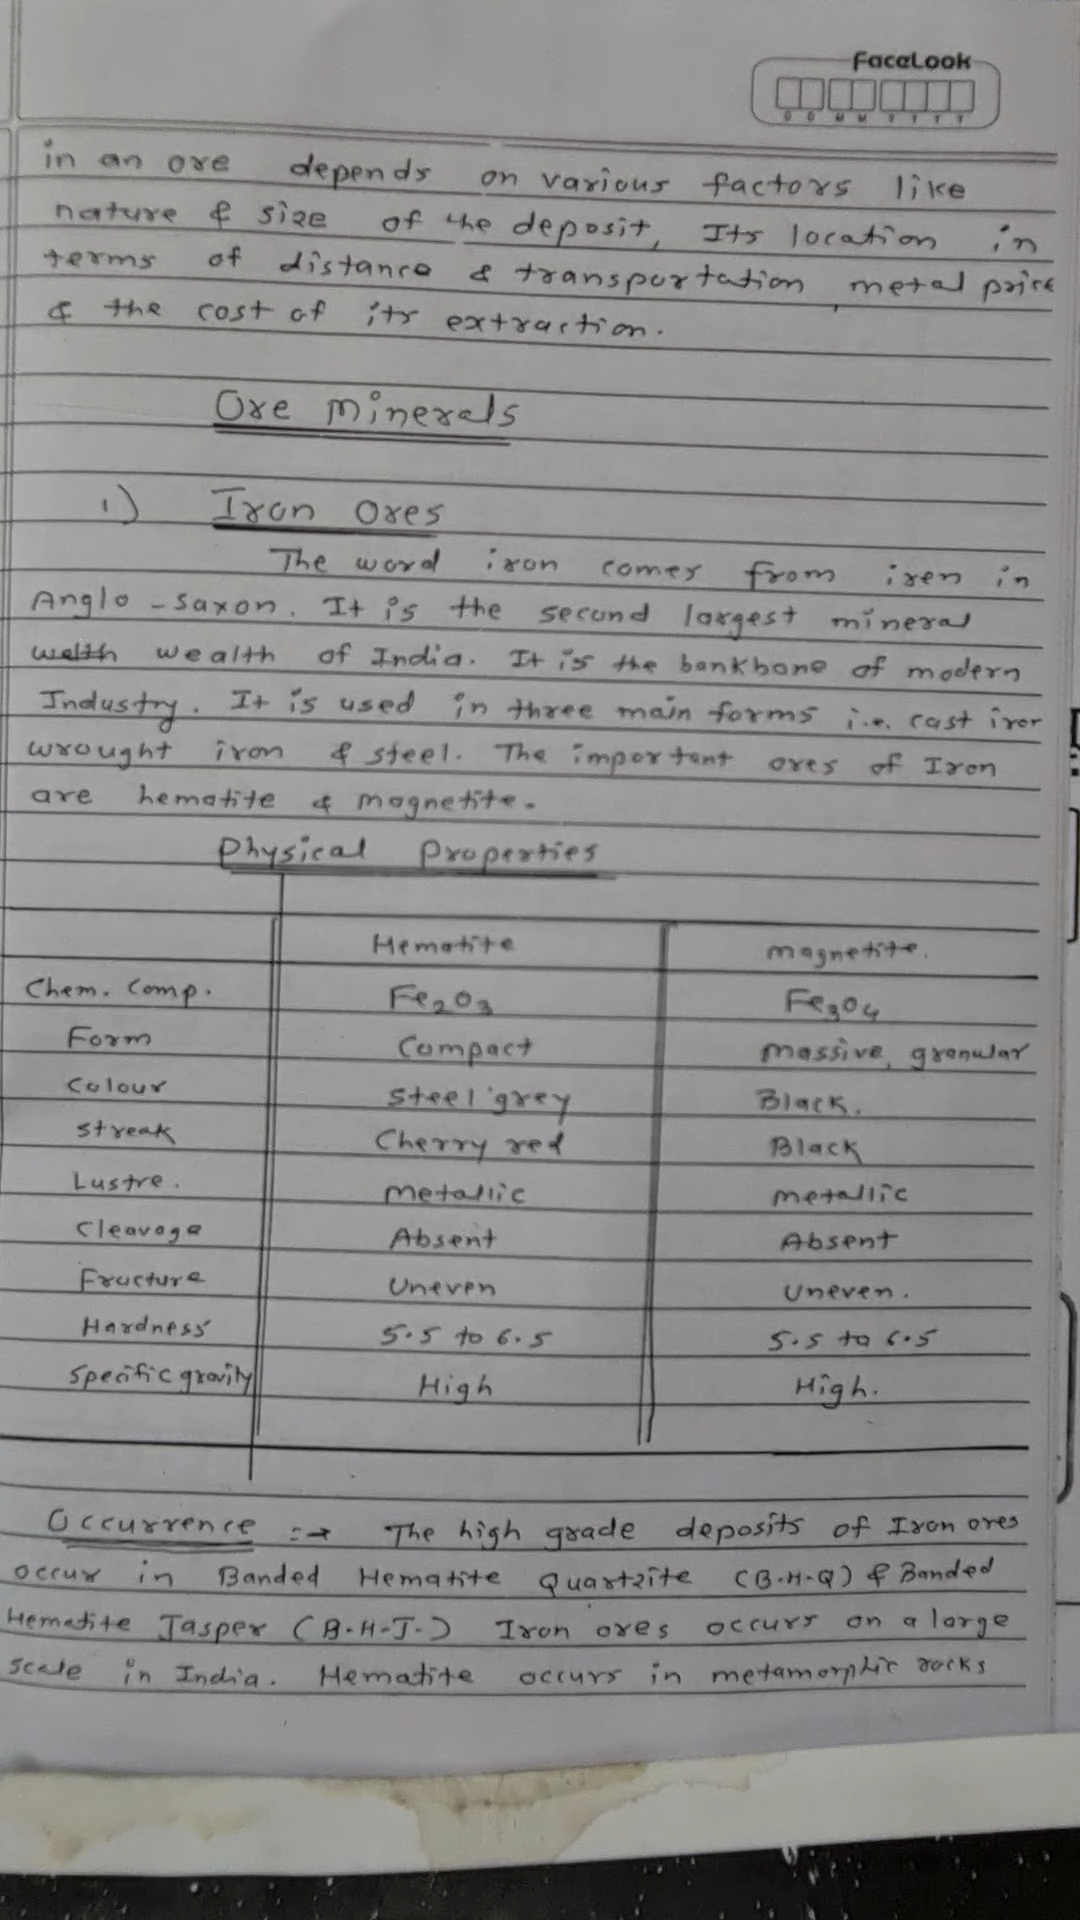 FaceLook
D D M M Y Y Y Y
in an ore depends on various factors like
nature & size of the deposit, Its location in
terms of distance & transportation, metal price
& the cost of its extraction.
Ore Minerals
1) Iron Ores
The word iron comes from iren in
Anglo-Saxon. It is the second largest mineral
welth wealth of India. It is the bankbone of modern
Industry. It is used in three main forms i.e. cast iron
wrought iron & steel. The important ores of Iron
are hematite & magnetite.
Physical Properties
Hematite magnetite.
Chem. Comp. Fe2O3 Fe3O4
Form Compact Massive, granular
Colour Steel grey Black.
Streak Cherry red Black
Lustre. Metallic metallic
Cleavage Absent Absent
Fracture Uneven Uneven.
Hardness 5.5 to 6.5 5.5 to 6.5
Specific gravity High High.
Occurrence :→ The high grade deposits of Iron ores
occur in Banded Hematite Quartzite (B.H.Q) & Banded
Hematite Jasper (B.H.J.) Iron ores occurs on a large
scale in India. Hematite occurs in metamorphic rocks